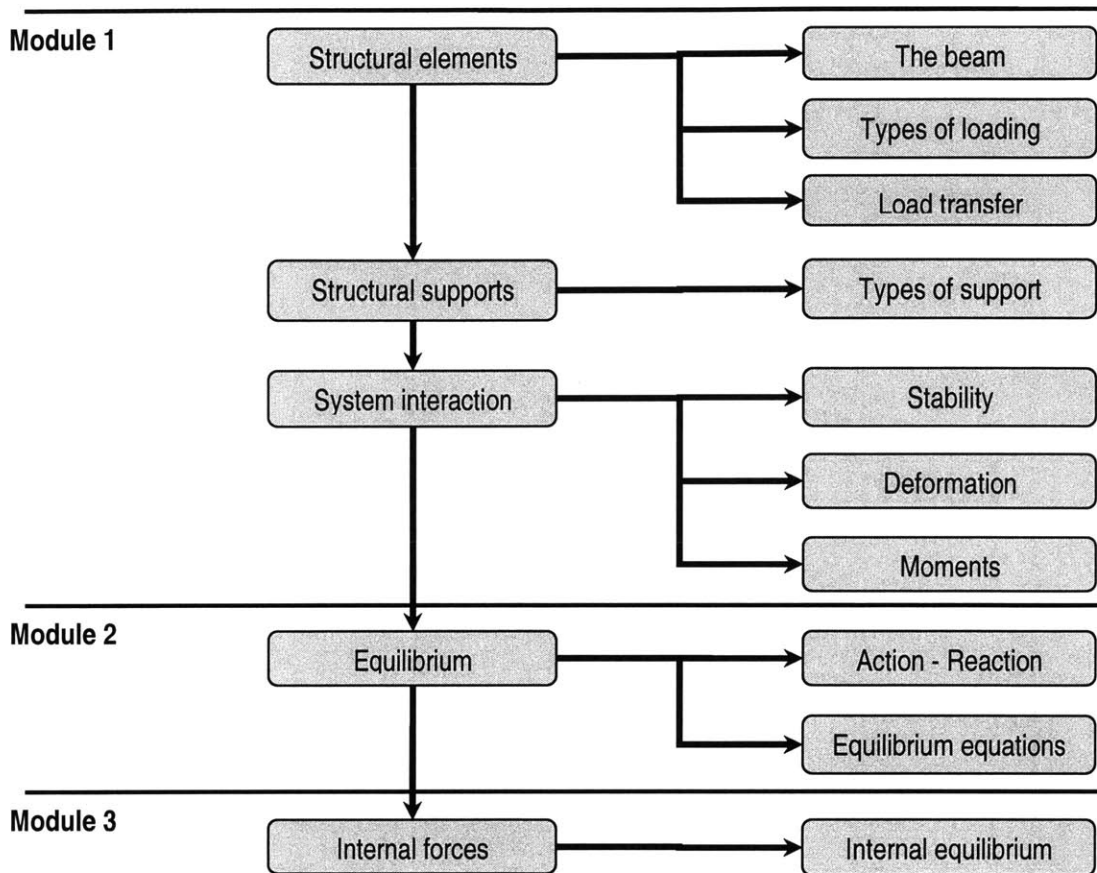 Module 1
Structural elements
The beam
Types of loading
Load transfer
Structural supports
Types of support
System interaction
Stability
Deformation
Moments
Module 2
Equilibrium
Action - Reaction
Equilibrium equations
Module 3
Internal forces
Internal equilibrium